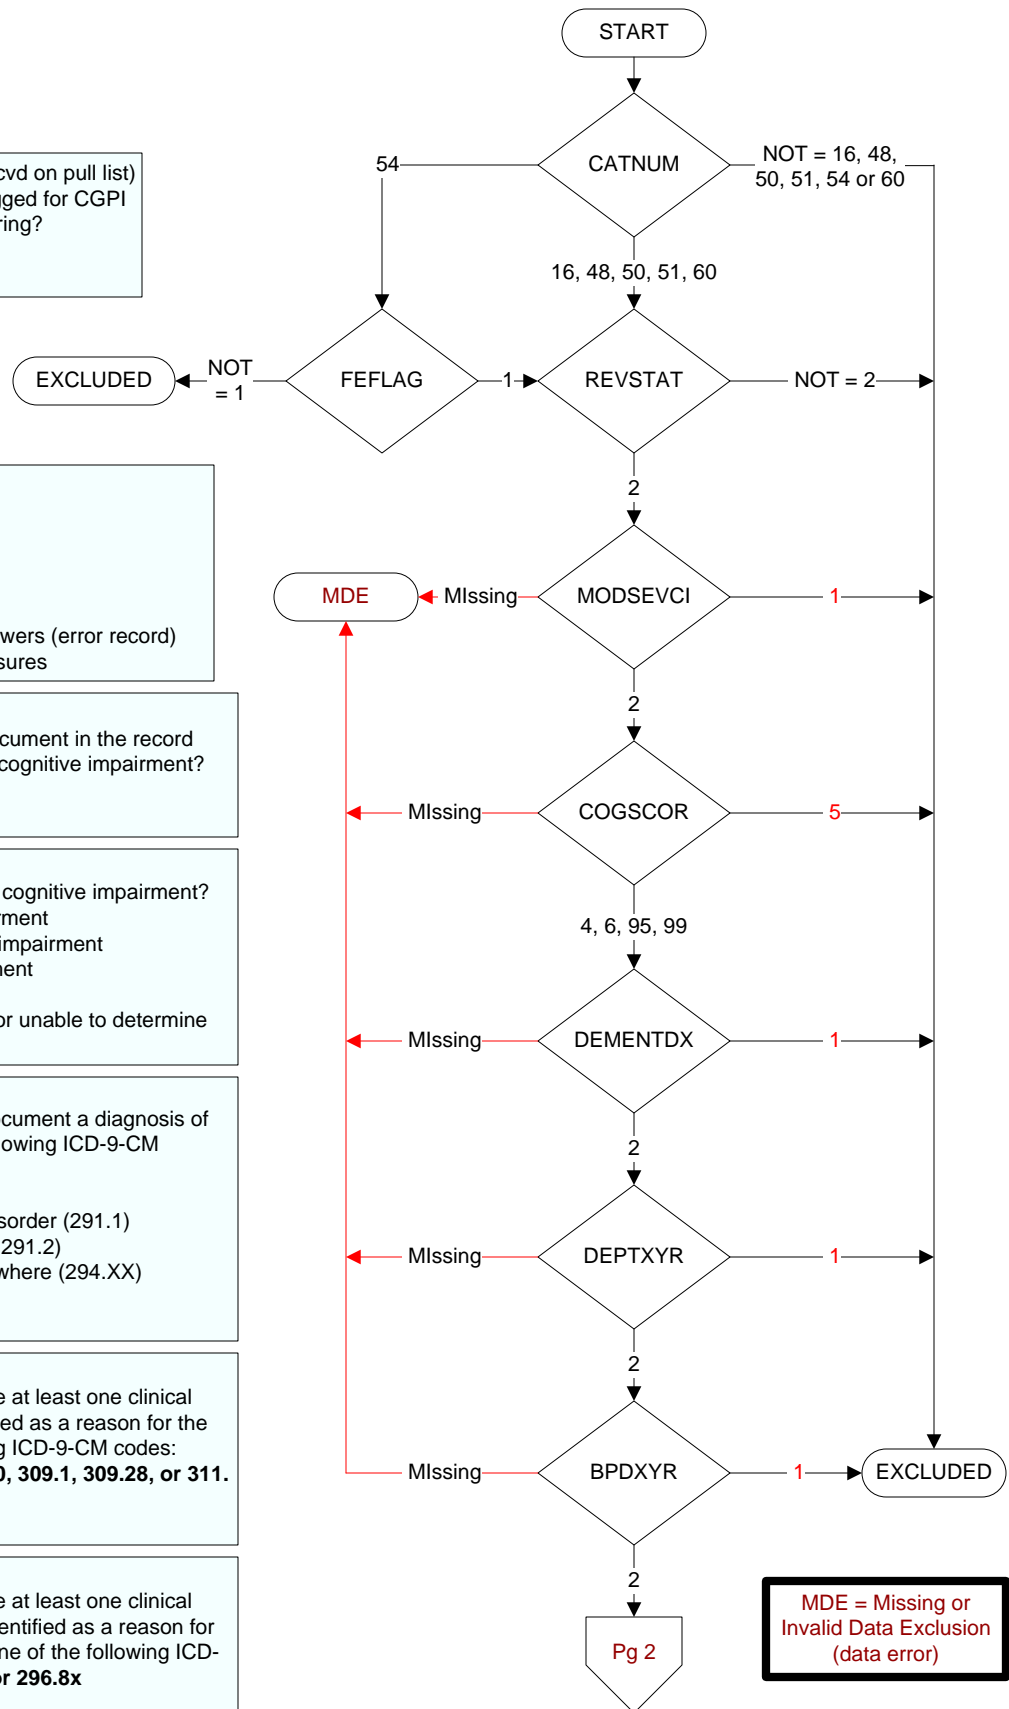 START
CATNUM
54
NOT = 16, 48,
50, 51, 54 or 60
16, 48, 50, 51, 60
cvd on pull list)
gged for CGPI
ring?
EXCLUDED
NOT
= 1
FEFLAG
1
REVSTAT
NOT = 2
2
wers (error record)
sures
MDE
MIssing
MODSEVCI
1
2
cument in the record
cognitive impairment?
MIssing
COGSCOR
5
4, 6, 95, 99
cognitive impairment?
rment
impairment
nent
or unable to determine
MIssing
DEMENTDX
1
2
ocument a diagnosis of
lowing ICD-9-CM
sorder (291.1)
291.2)
where (294.XX)
MIssing
DEPTXYR
1
2
e at least one clinical
ed as a reason for the
g ICD-9-CM codes:
0, 309.1, 309.28, or 311.
MIssing
BPDXYR
1
EXCLUDED
2
e at least one clinical
entified as a reason for
ne of the following ICD-
or 296.8x
Pg 2
MDE = Missing or
Invalid Data Exclusion
(data error)